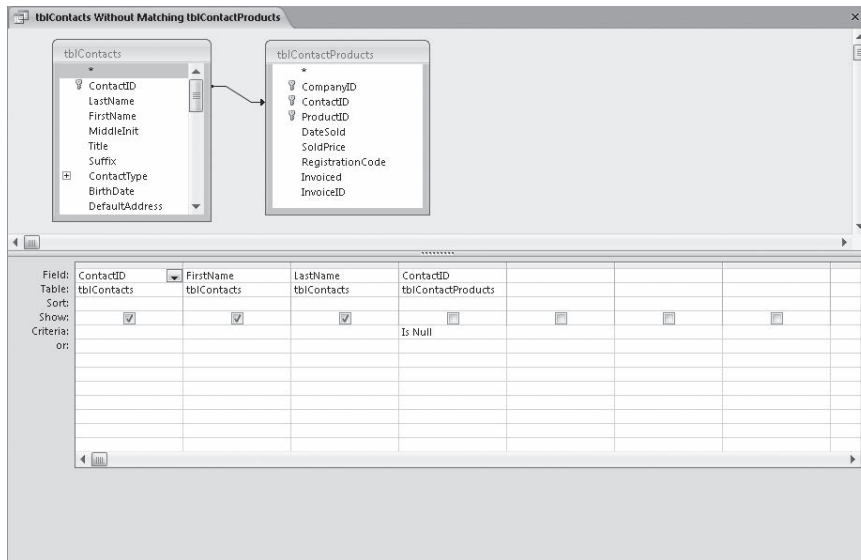 tblContacts Without Matching tblContactProducts
tblContacts
*
ContactID
LastName
FirstName
MiddleInit
Title
Suffix
ContactType
BirthDate
DefaultAddress
tblContactProducts
*
CompanyID
ContactID
ProductID
DateSold
SoldPrice
RegistrationCode
Invoiced
InvoiceID
Field: ContactID FirstName LastName ContactID
Table: tblContacts tblContacts tblContacts tblContactProducts
Sort:
Show:
Criteria: Is Null
or: